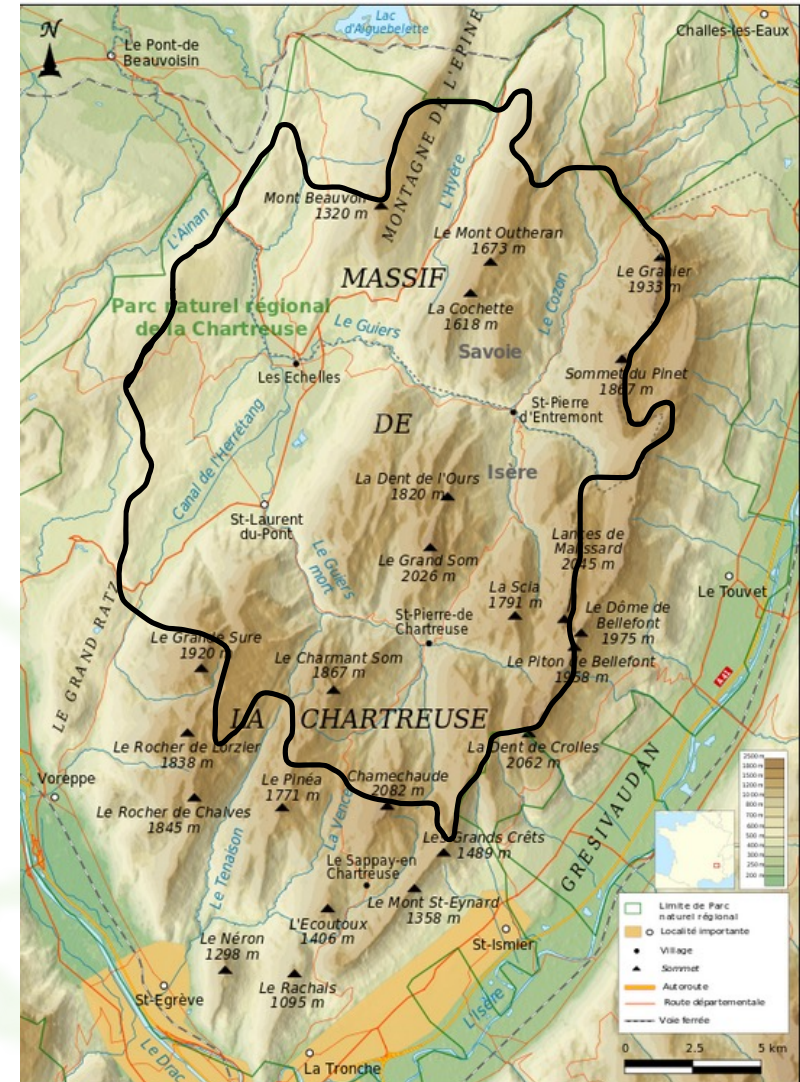 N
Lac
d'Aiguebelette
Challes-les-Eaux
Le Pont-de
Beauvoisin
MONTAGNE DE L'EPINE
Mont Beauvoir
1320 m
L'Hyère
L'Ainan
Le Mont Outheran
1673 m
Le Granier
1933 m
MASSIF
La Cochette
1618 m
Le Cozon
Parc naturel régional
de la Chartreuse
Le Guiers
Savoie
Les Echelles
Sommet du Pinet
1867 m
St-Pierre
d'Entremont
DE
Canal de l'Herrétang
Isère
La Dent de l'Ours
1820 m
St-Laurent
du-Pont
Lances de
Malissard
2045 m
Le Grand Som
2026 m
Le Guiers
mort
La Scia
1791 m
Le Touvet
LE GRAND RATZ
St-Pierre-de
Chartreuse
Le Dôme de
Bellefont
1975 m
Le Grande Sure
1920 m
Le Charmant Som
1867 m
Le Piton de Bellefont
1958 m
LA CHARTREUSE
Le Rocher de Lorzier
1838 m
La Dent de Crolles
2062 m
Voreppe
Le Pinéa
1771 m
Chamechaude
2082 m
Le Rocher de Chalves
1845 m
La Vence
Les Grands Crêts
1489 m
GRESIVAUDAN
Le Tenaison
Le Sappay-en
Chartreuse
Le Mont St-Eynard
1358 m
L'Ecoutoux
1406 m
Le Néron
1298 m
St-Ismier
Le Rachals
1095 m
St-Egrève
L'Isère
Le Drac
La Tronche
Limite de Parc
naturel régional
Localité importante
Village
Sommet
Autoroute
Route départementale
Voie ferrée
0 2.5 5 km